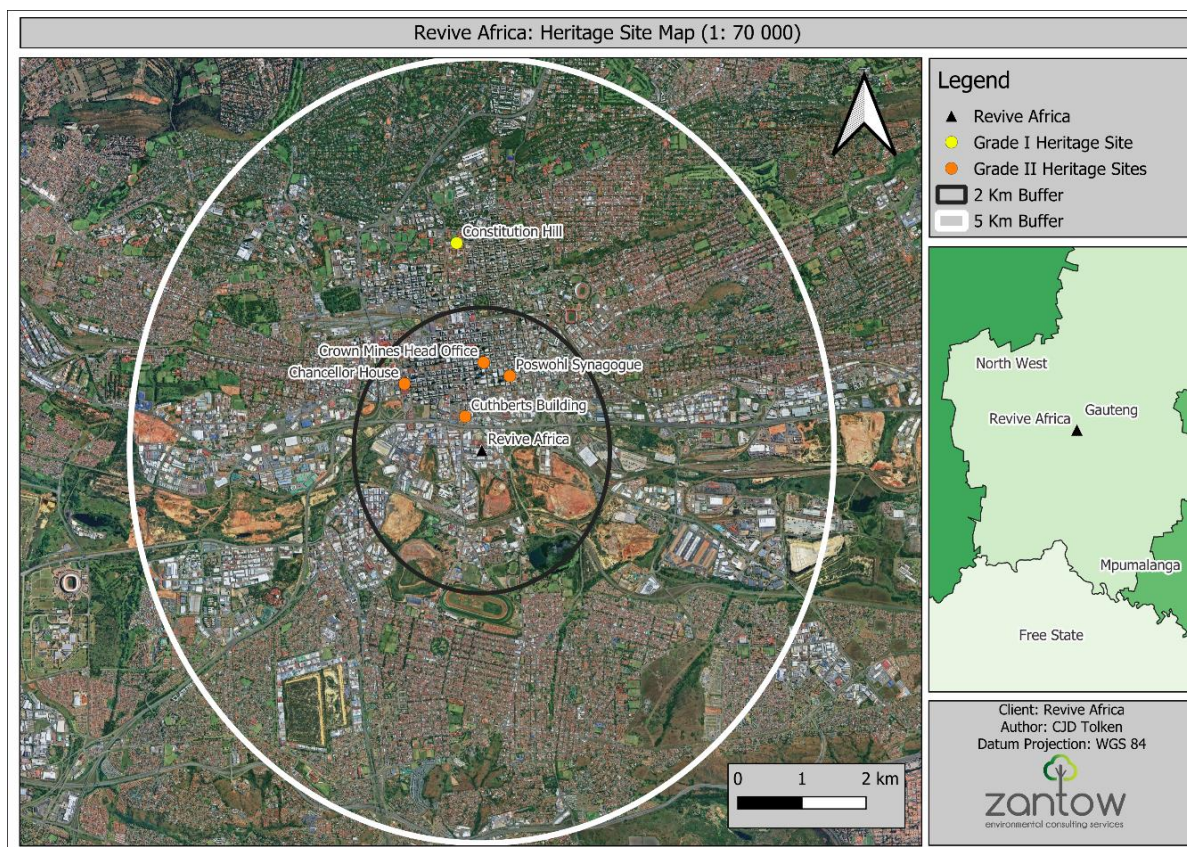 Revive Africa: Heritage Site Map (1: 70 000)
Constitution Hill
Crown Mines Head Office
Poswohl Synagogue
Chancellor House
Cuthberts Building
Revive Africa
0 1 2 km
Legend
Revive Africa
Grade I Heritage Site
Grade II Heritage Sites
2 Km Buffer
5 Km Buffer
North West
Gauteng
Revive Africa
Mpumalanga
Free State
Client: Revive Africa
Author: CJD Tolken
Datum Projection: WGS 84
zantow
environmental consulting services